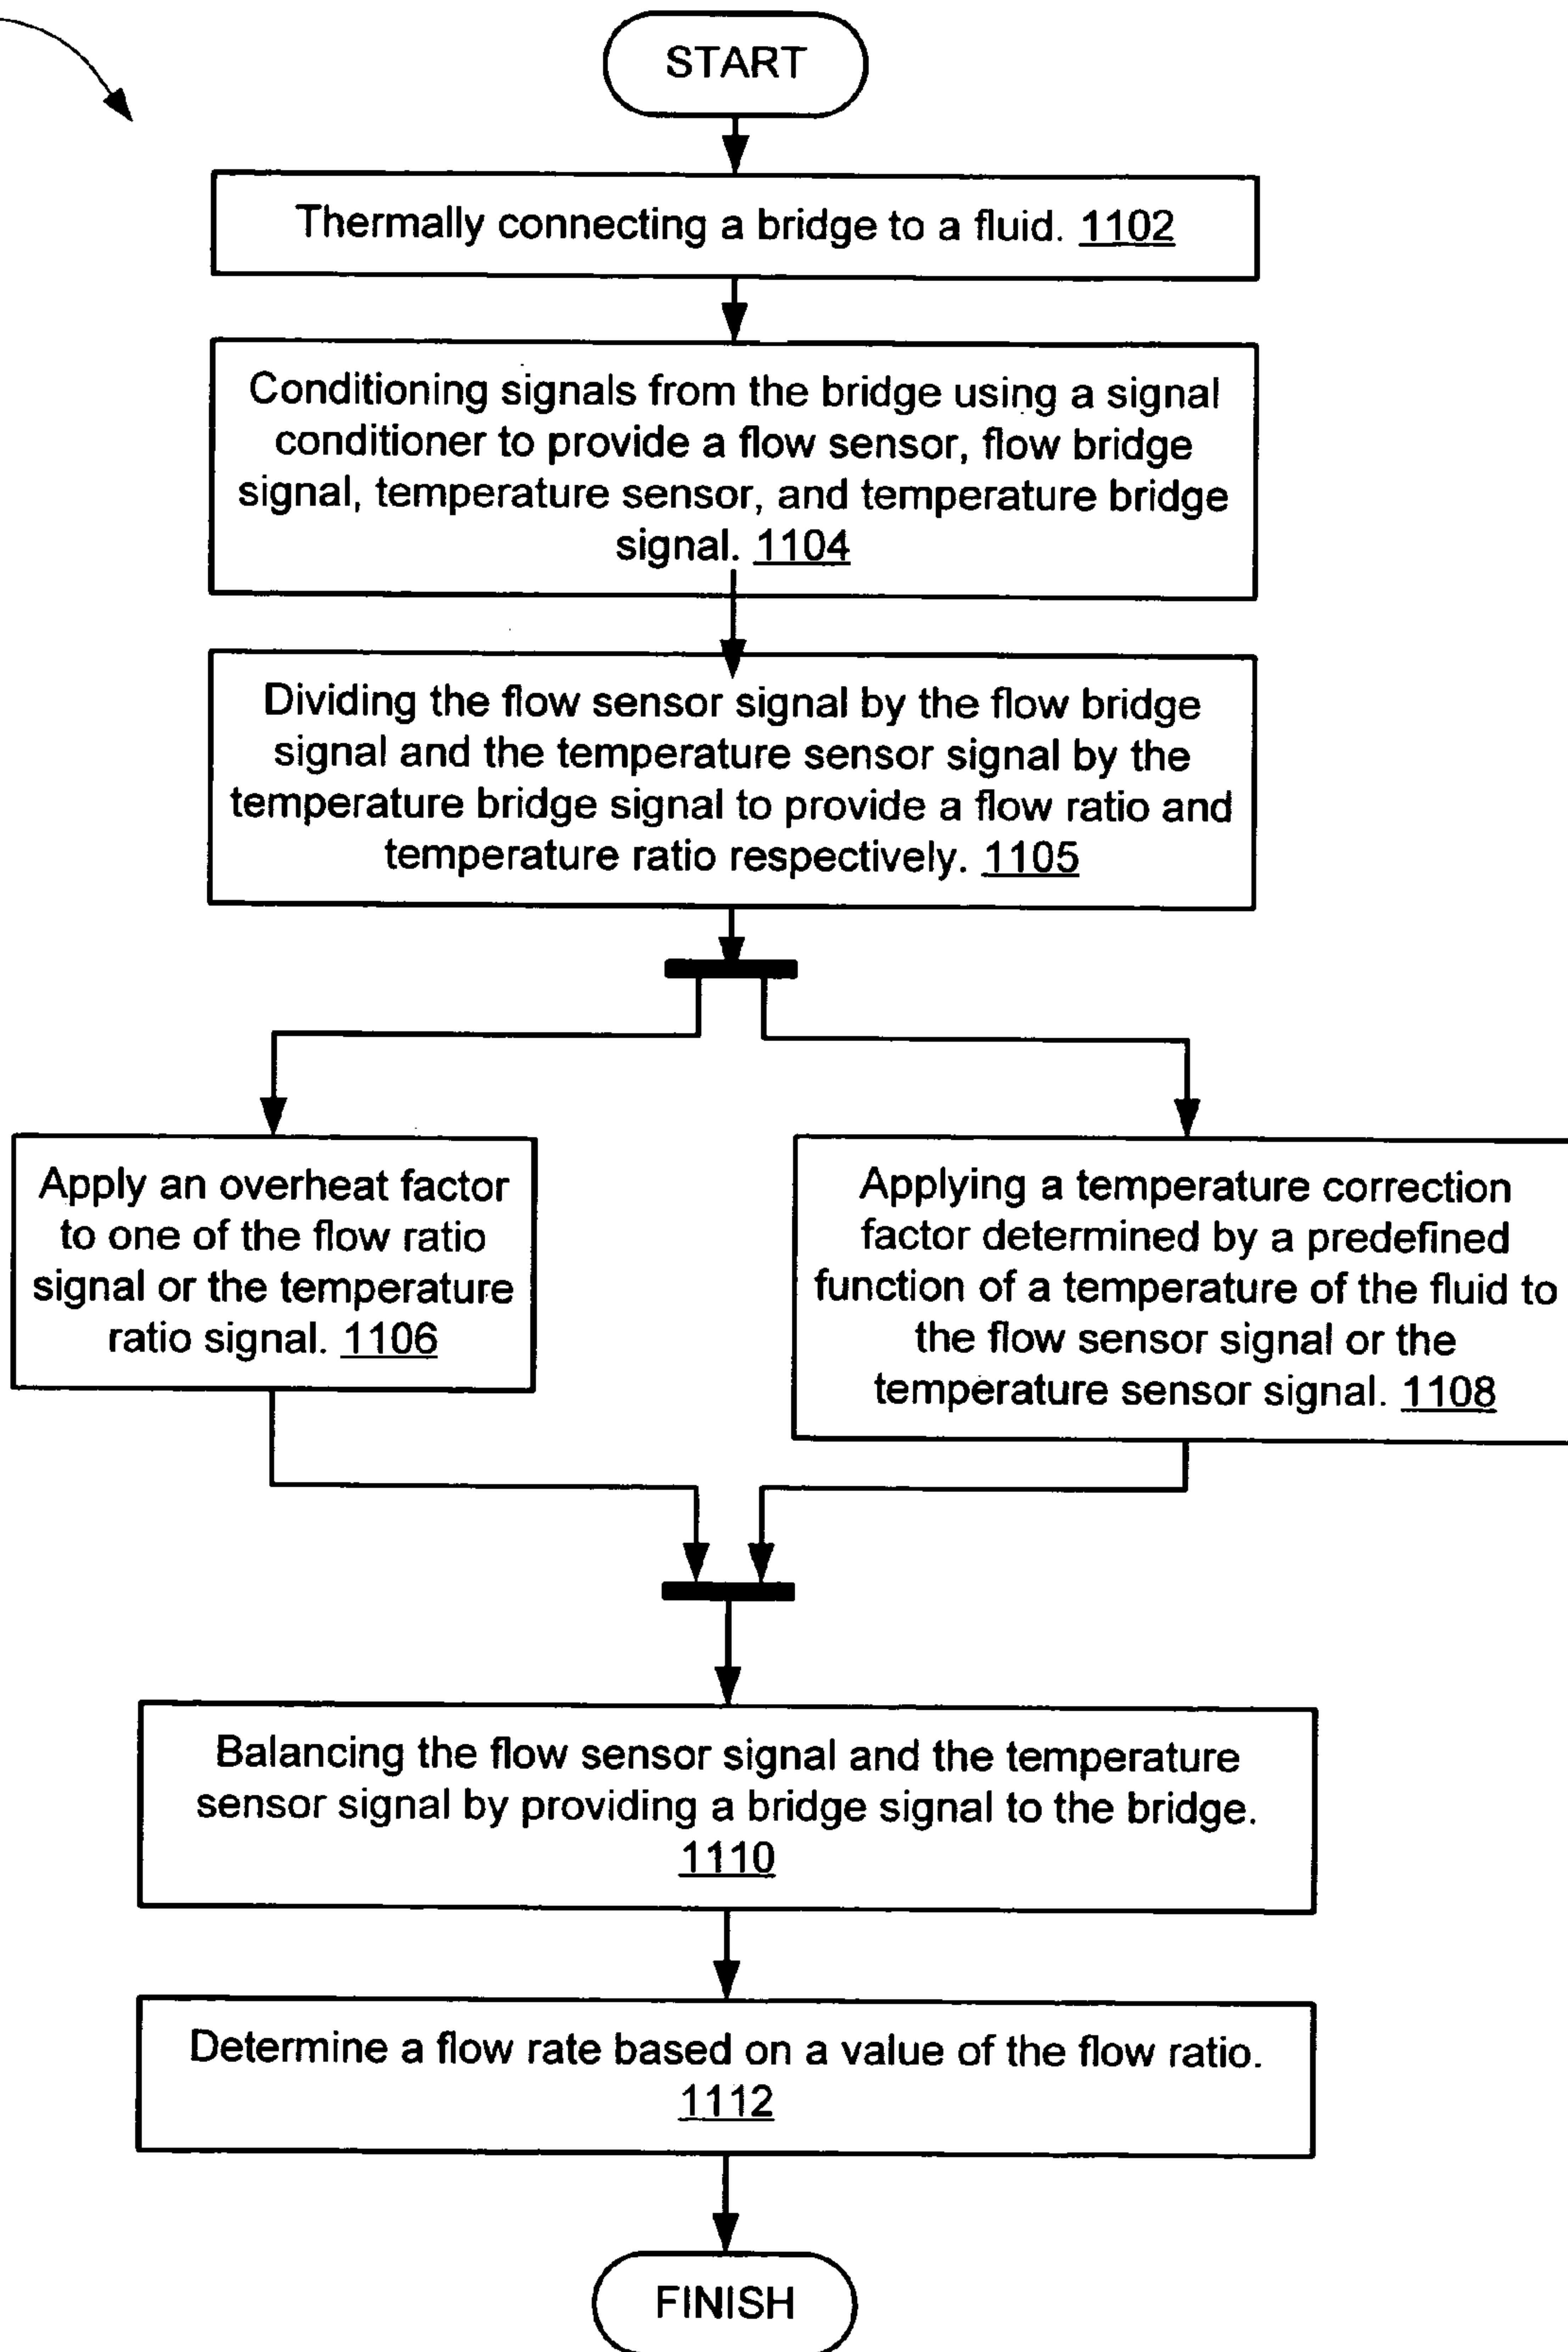 START
Thermally connecting a bridge to a fluid. 1102
Conditioning signals from the bridge using a signal
conditioner to provide a flow sensor, flow bridge
signal, temperature sensor, and temperature bridge
signal. 1104
Dividing the flow sensor signal by the flow bridge
signal and the temperature sensor signal by the
temperature bridge signal to provide a flow ratio and
temperature ratio respectively. 1105
Apply an overheat factor
to one of the flow ratio
signal or the temperature
ratio signal. 1106
Applying a temperature correction
factor determined by a predefined
function of a temperature of the fluid to
the flow sensor signal or the
temperature sensor signal. 1108
Balancing the flow sensor signal and the temperature
sensor signal by providing a bridge signal to the bridge.
1110
Determine a flow rate based on a value of the flow ratio.
1112
FINISH